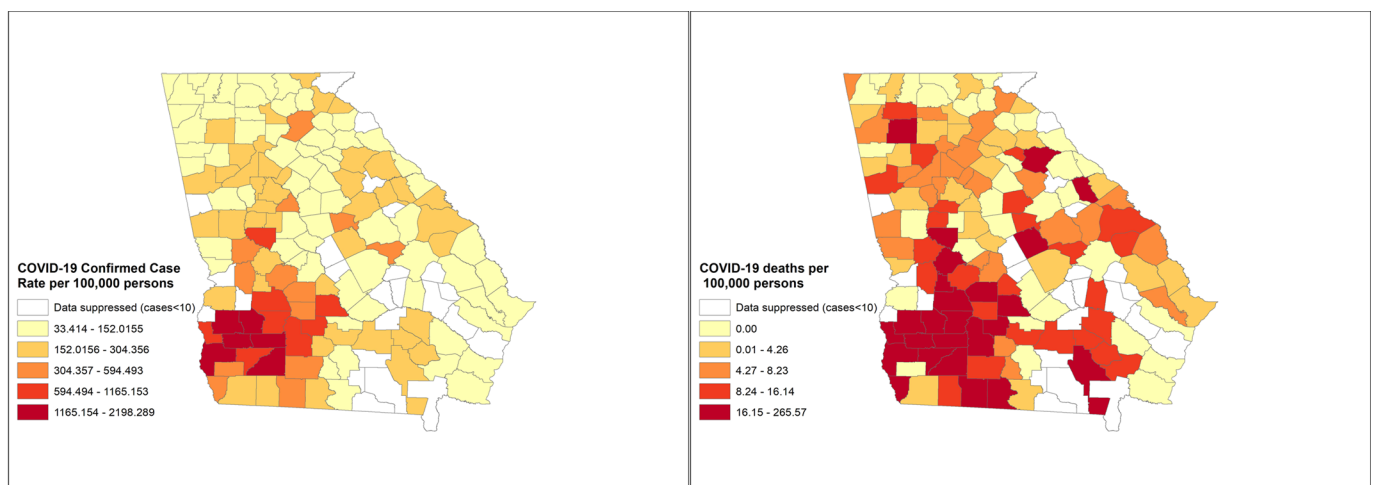 COVID-19 Confirmed Case
Rate per 100,000 persons
Data suppressed (cases<10)
33.414 - 152.0155
152.0156 - 304.356
304.357 - 594.493
594.494 - 1165.153
1165.154 - 2198.289
COVID-19 deaths per
100,000 persons
Data suppressed (cases<10)
0.00
0.01 - 4.26
4.27 - 8.23
8.24 - 16.14
16.15 - 265.57